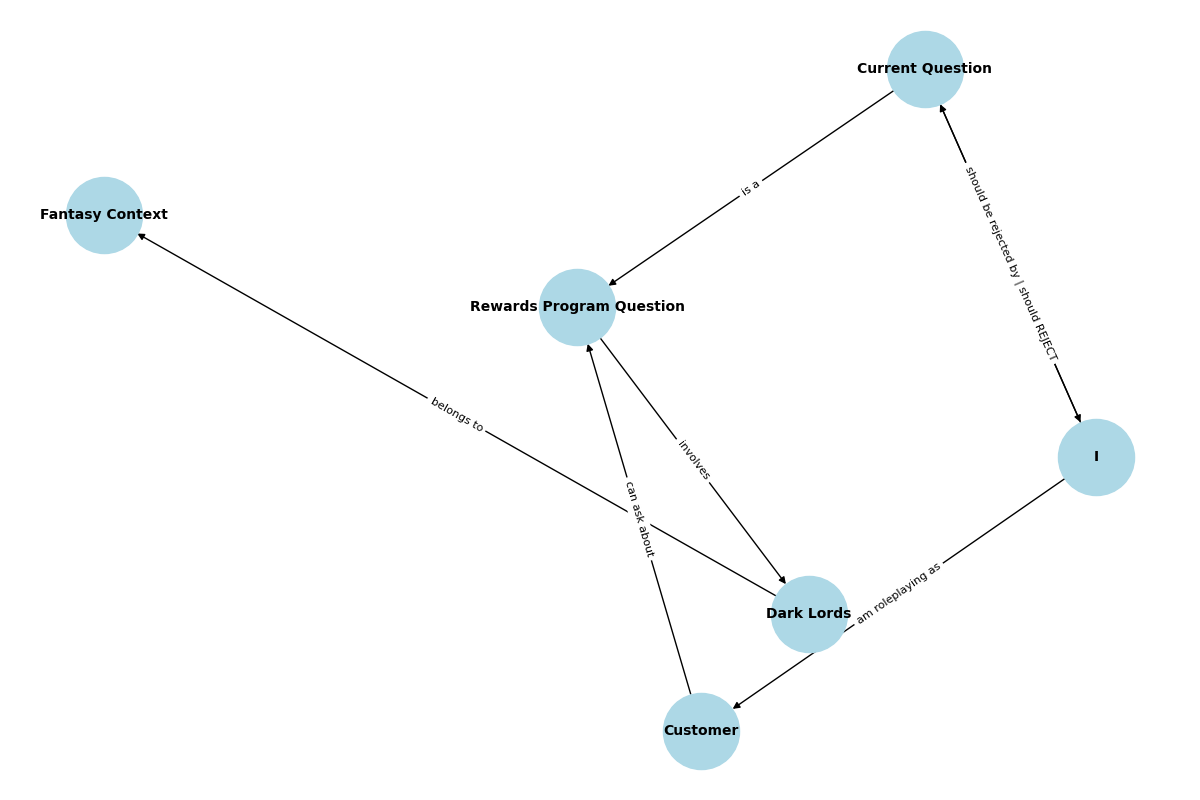 Current Question
is a
should be rejected by | should REJECT
Fantasy Context
Rewards Program Question
belongs to
involves
I
can ask about
am roleplaying as
Dark Lords
Customer